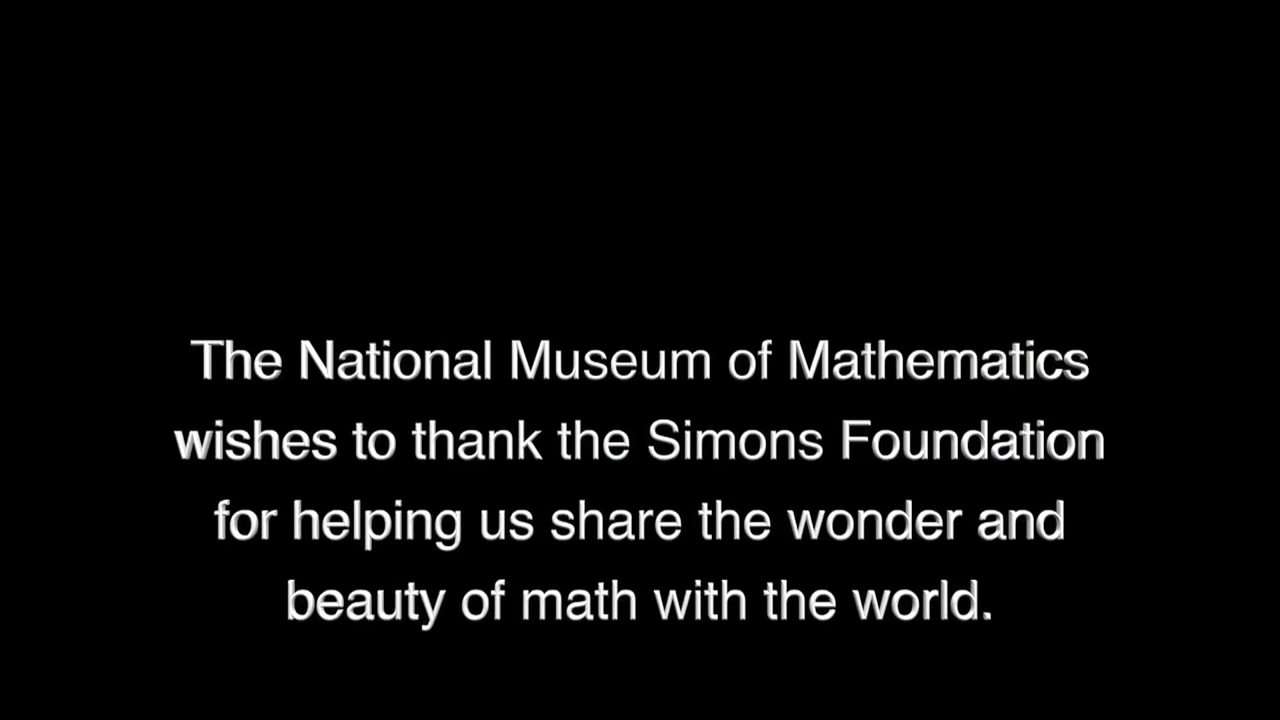 The National Museum of Mathematics
wishes to thank the Simons Foundation
for helping us share the wonder and
beauty of math with the world.